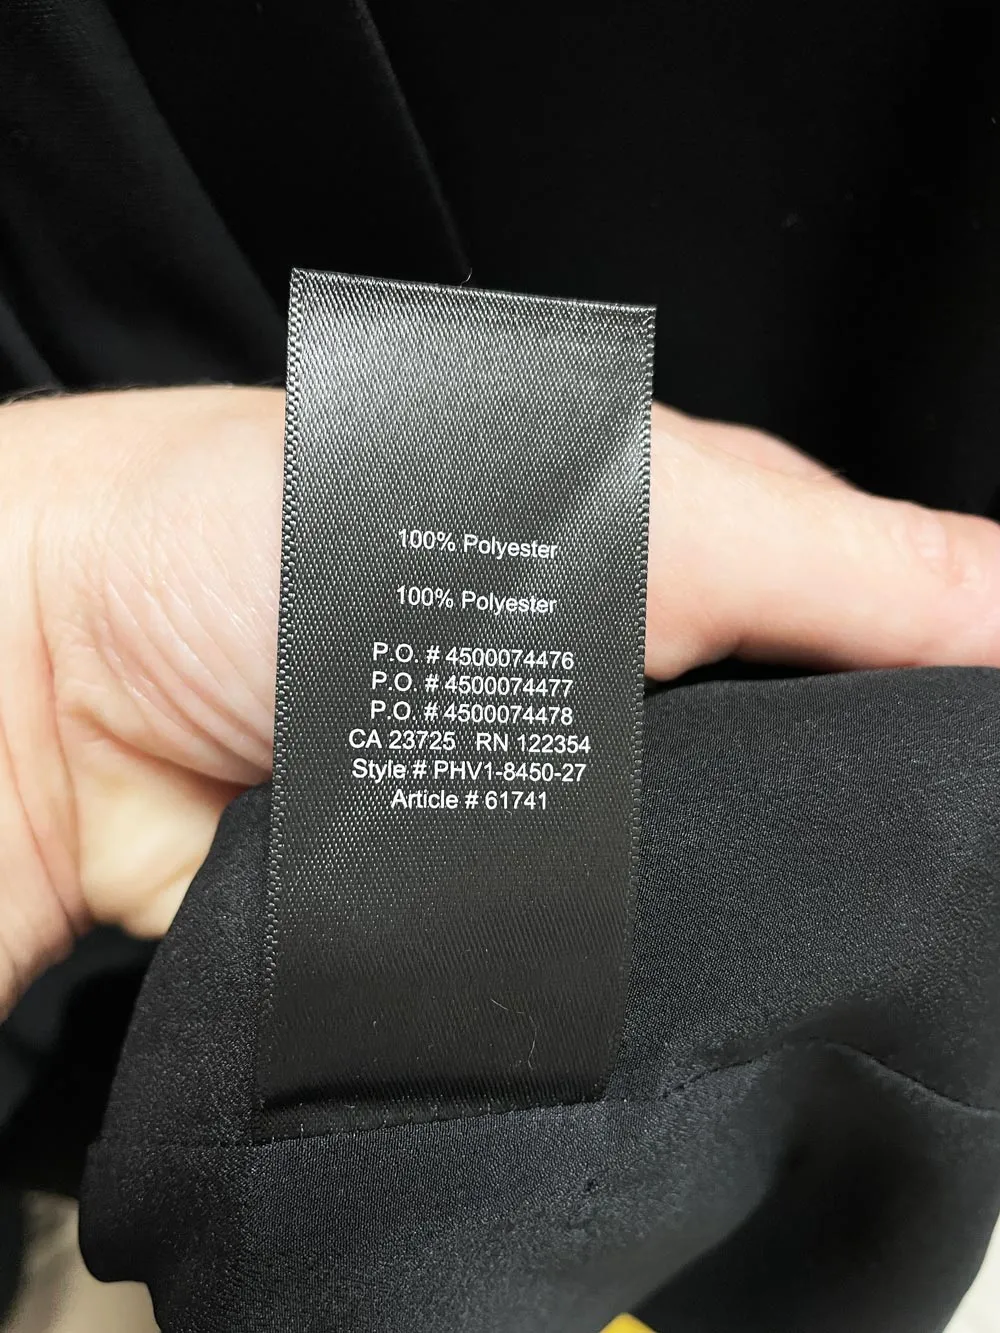 100% Polyester
100% Polyester
P.O. # 4500074476
P.O. # 4500074477
P.O. # 4500074478
CA 23725 RN 122354
Style # PHV1-8450-27
Article # 61741